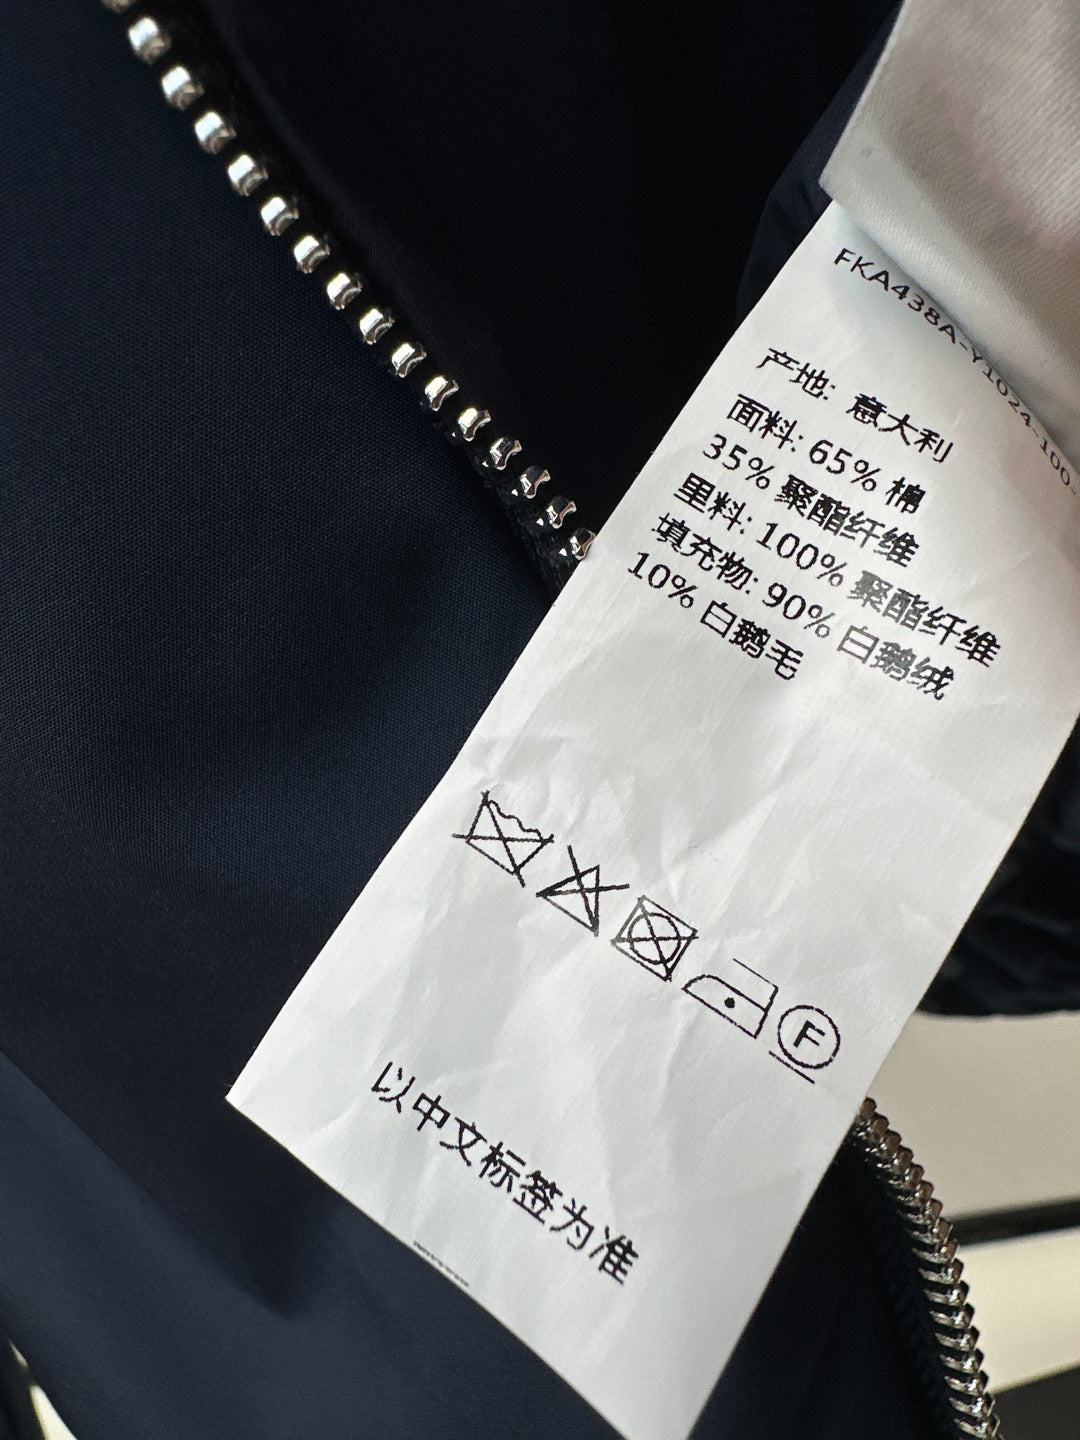 FKA438A-Y1024-100-
产地: 意大利
面料: 65% 棉
35% 聚酯纤维
里料: 100% 聚酯纤维
填充物: 90% 白鹅绒
10% 白鹅毛
F
以中文标签为准